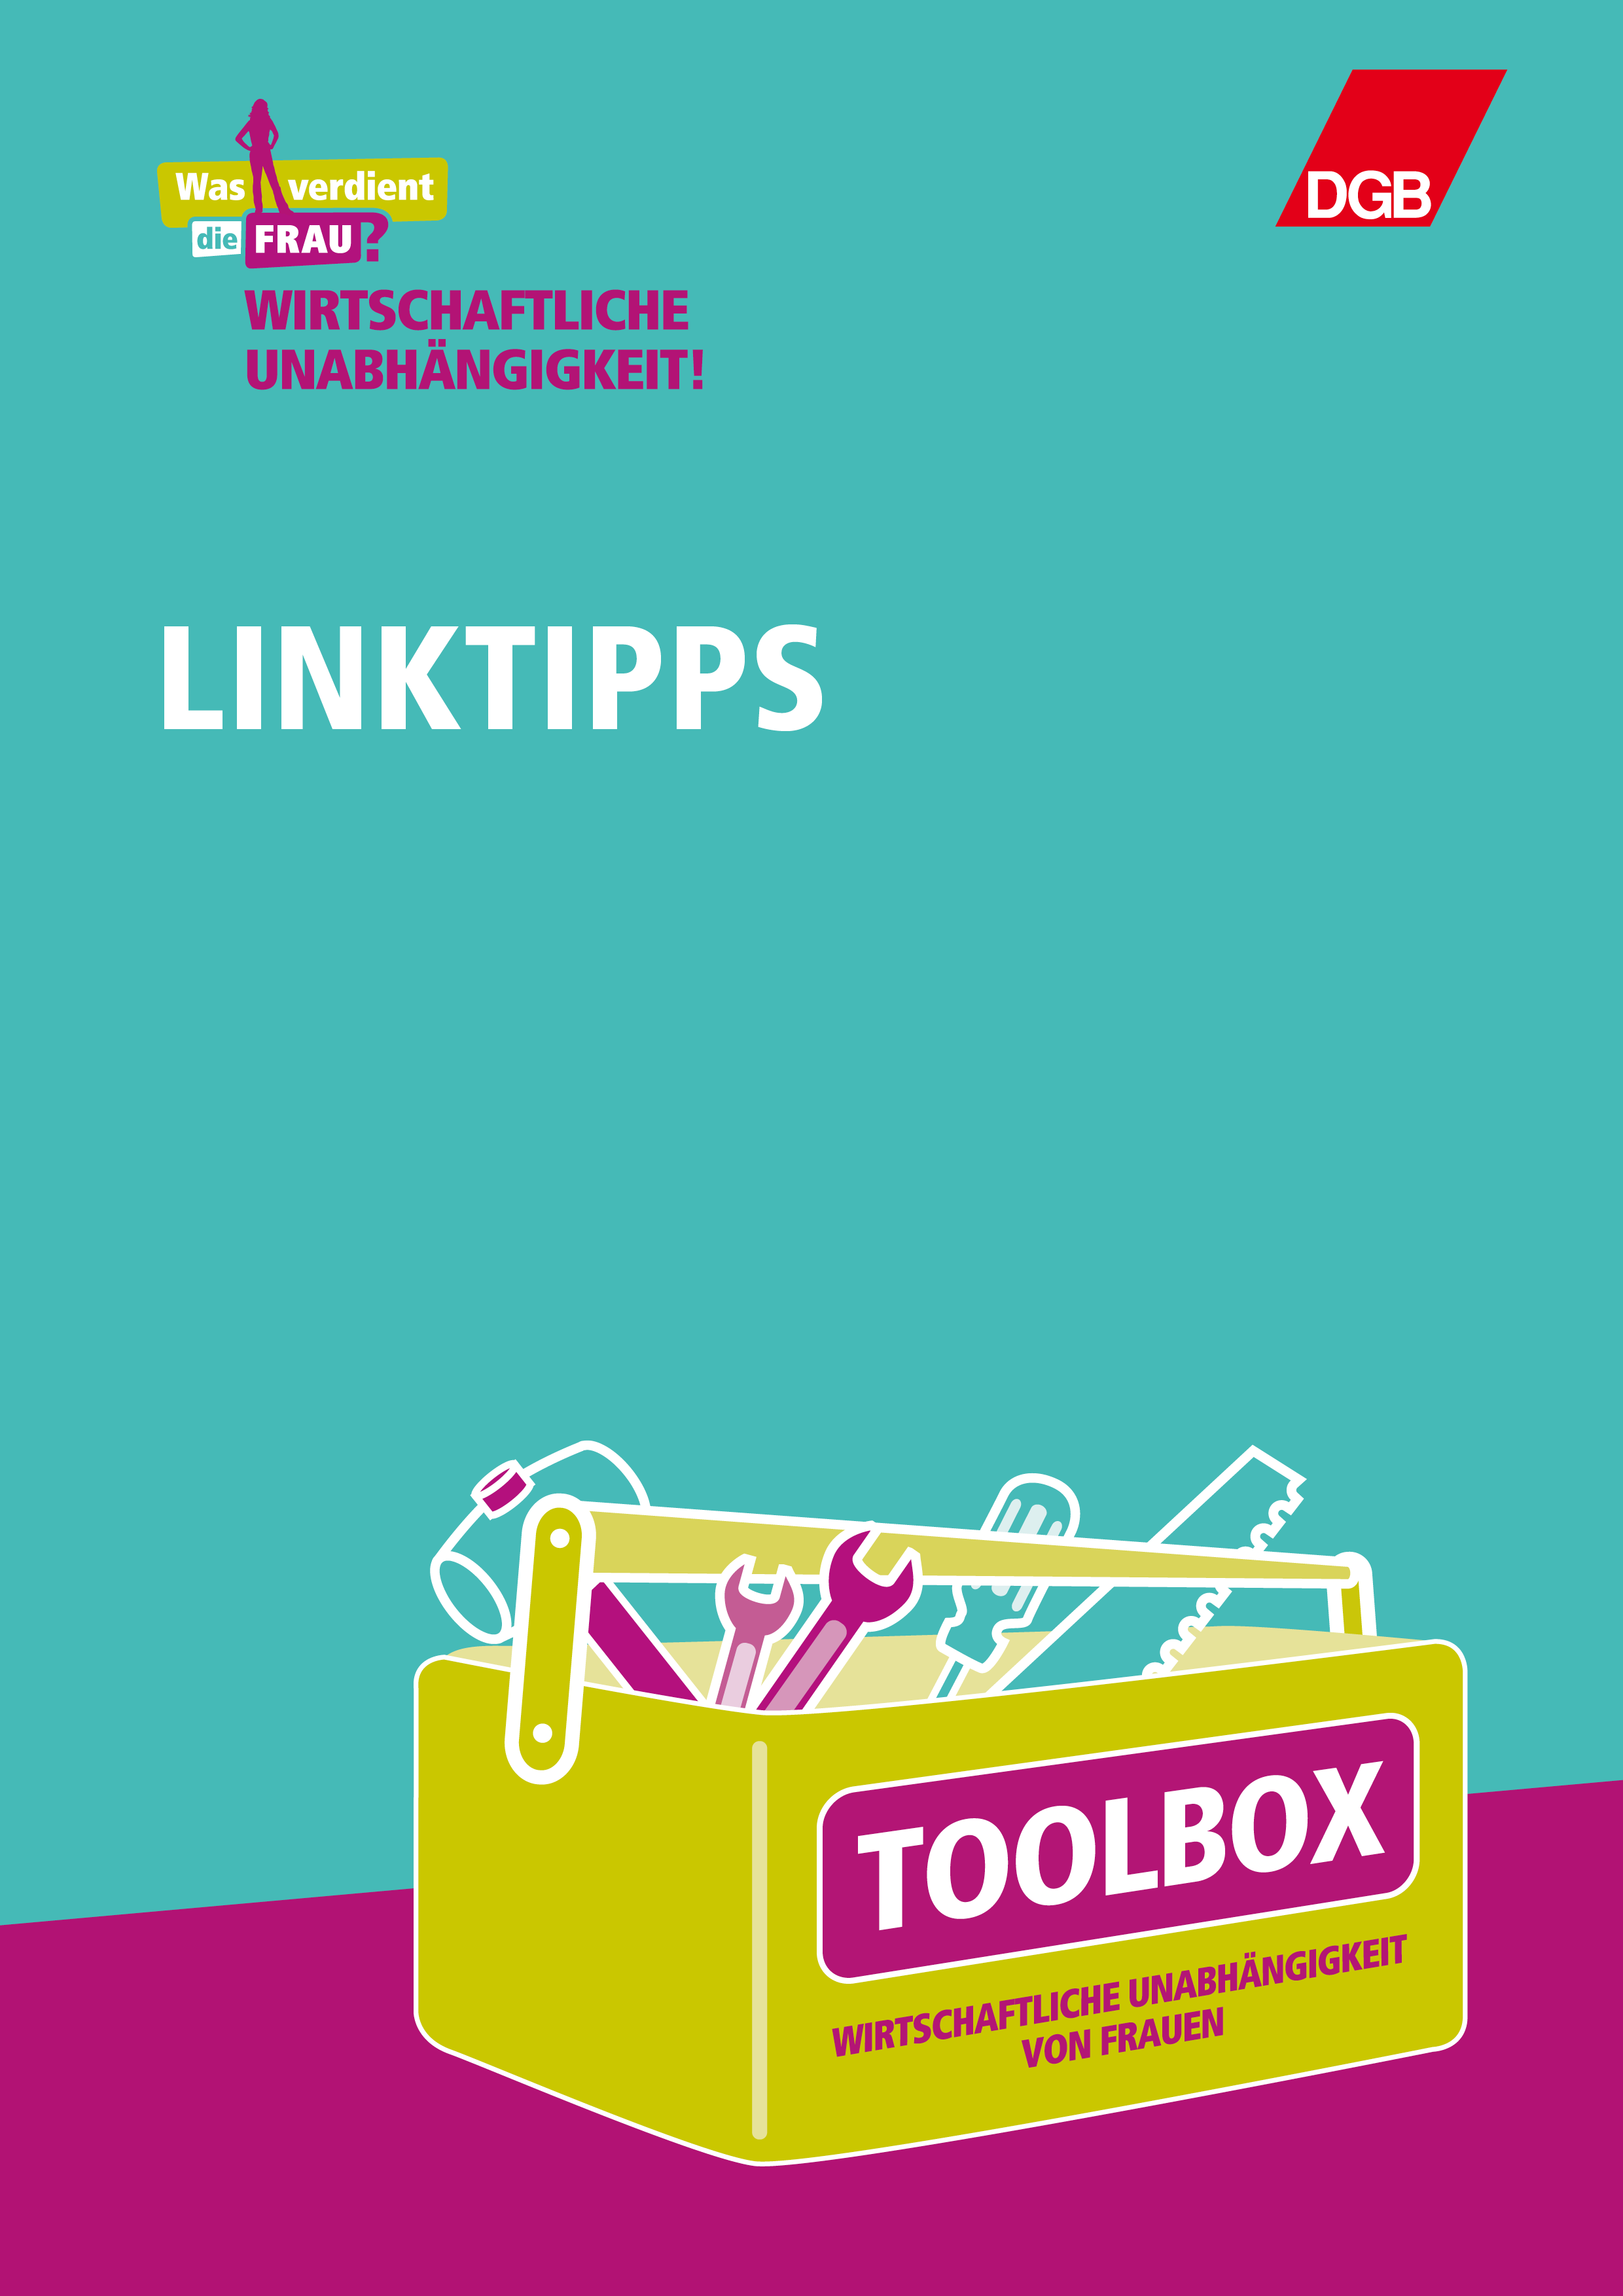 Was verdient
die FRAU?
WIRTSCHAFTLICHE
UNABHÄNGIGKEIT!
DGB
LINKTIPPS
TOOLBOX
WIRTSCHAFTLICHE UNABHÄNGIGKEIT
VON FRAUEN